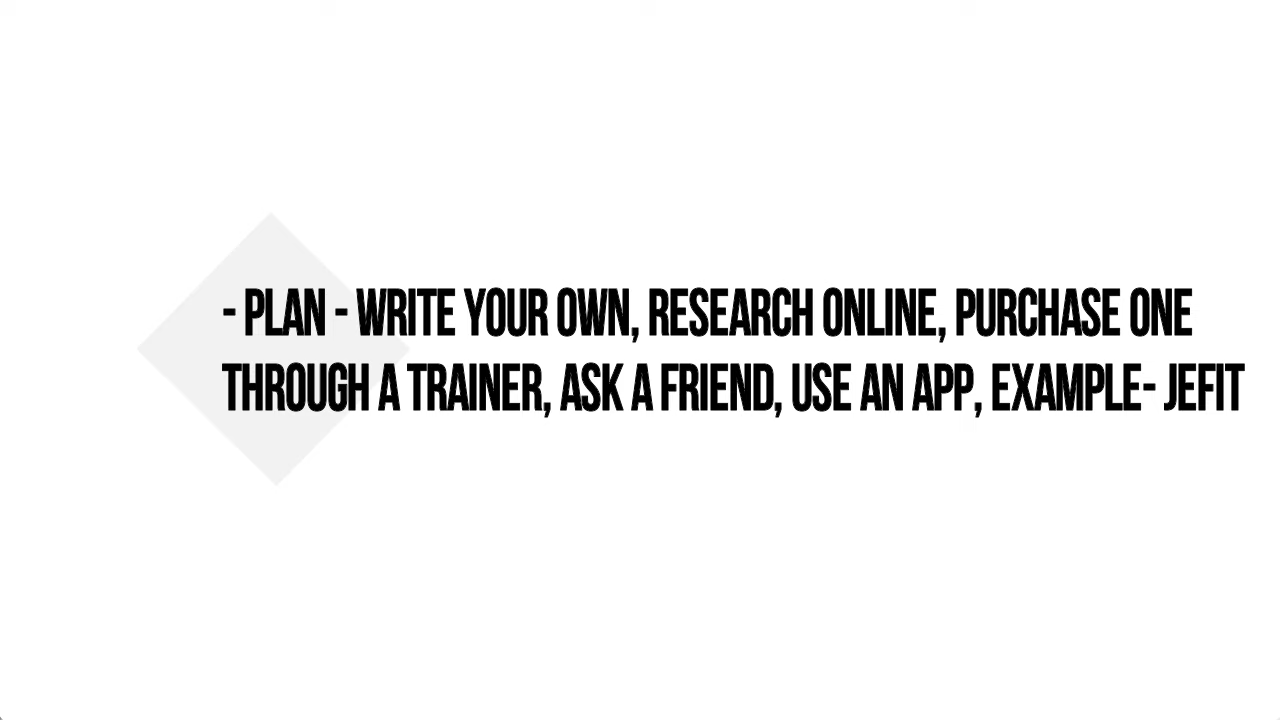 - PLAN - WRITE YOUR OWN, RESEARCH ONLINE, PURCHASE ONE
THROUGH A TRAINER, ASK A FRIEND, USE AN APP, EXAMPLE- JEFIT